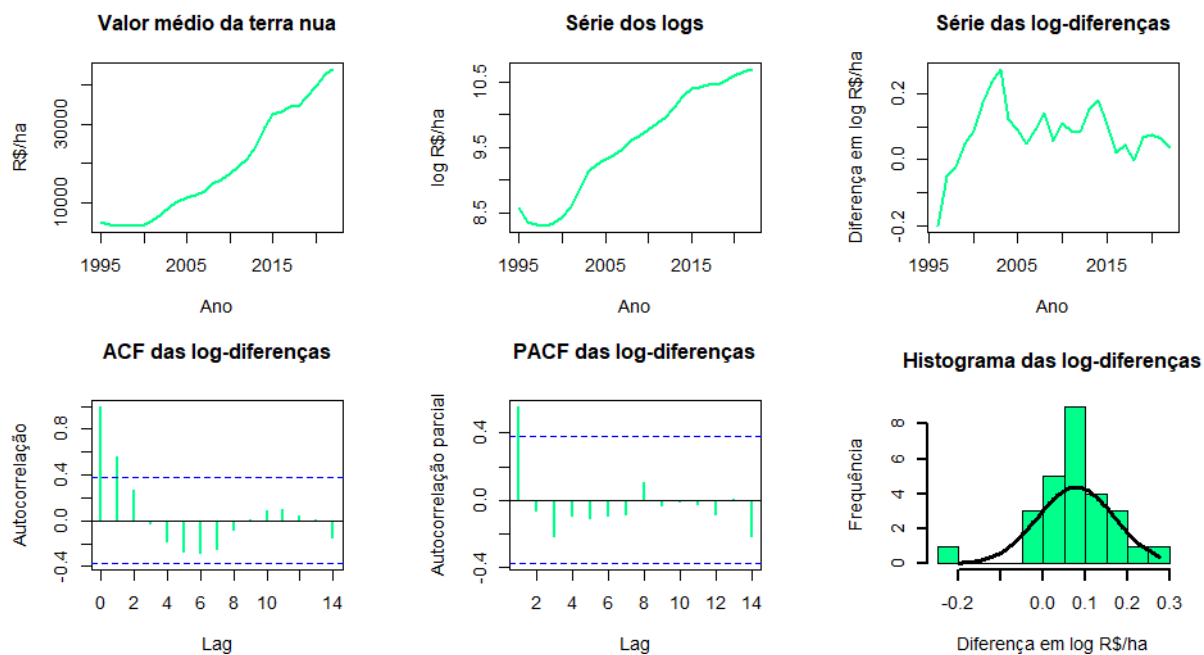 Valor médio da terra nua
R$/ha
10000
30000
1995
2005
2015
Ano
Série dos logs
log R$/ha
8.5
9.5
10.5
1995
2005
2015
Ano
Série das log-diferenças
Diferença em log R$/ha
-0.2
0.0
0.2
1995
2005
2015
Ano
ACF das log-diferenças
Autocorrelação
-0.4
0.0
0.4
0.8
0
2
4
6
8
10
14
Lag
PACF das log-diferenças
Autocorrelação parcial
-0.4
0.0
0.4
2
4
6
8
10
14
Lag
Histograma das log-diferenças
Frequência
0
2
4
6
8
-0.2
0.0
0.1
0.2
0.3
Diferença em log R$/ha